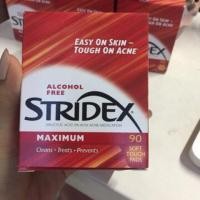 EASY ON SKIN –
TOUGH ON ACNE
ALCOHOL
FREE
STRIDEX
MAXIMUM
90
Cleans • Treats • Prevents
SOFT
TOUCH
PADS